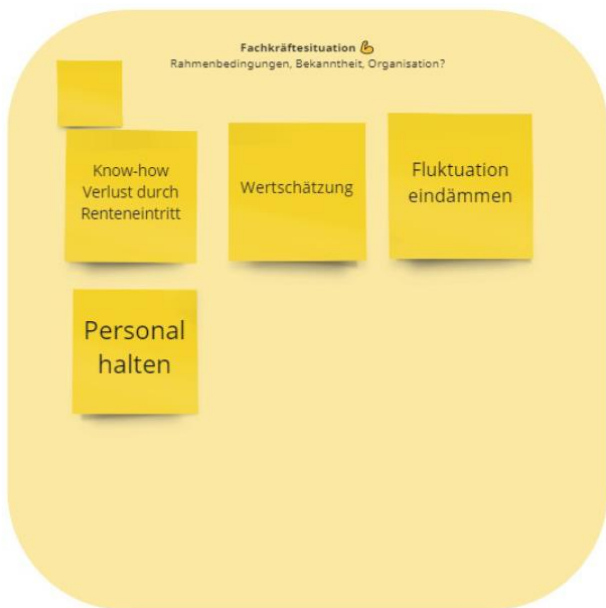 Fachkräftesituation 💪
Rahmenbedingungen, Bekanntheit, Organisation?
Know-how
Verlust durch
Renteneintritt
Wertschätzung
Fluktuation
eindämmen
Personal
halten